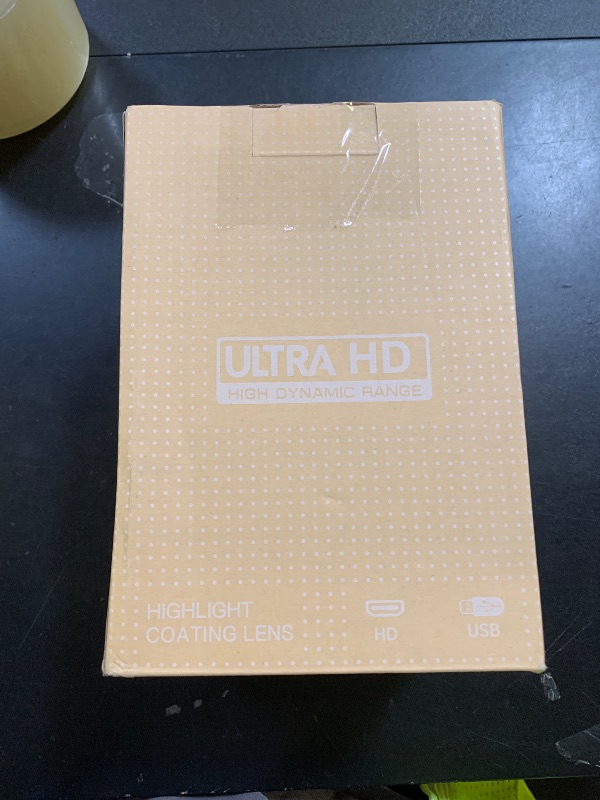 ULTRA HD
HIGH DYNAMIC RANGE
HIGHLIGHT
COATING LENS
HD
USB